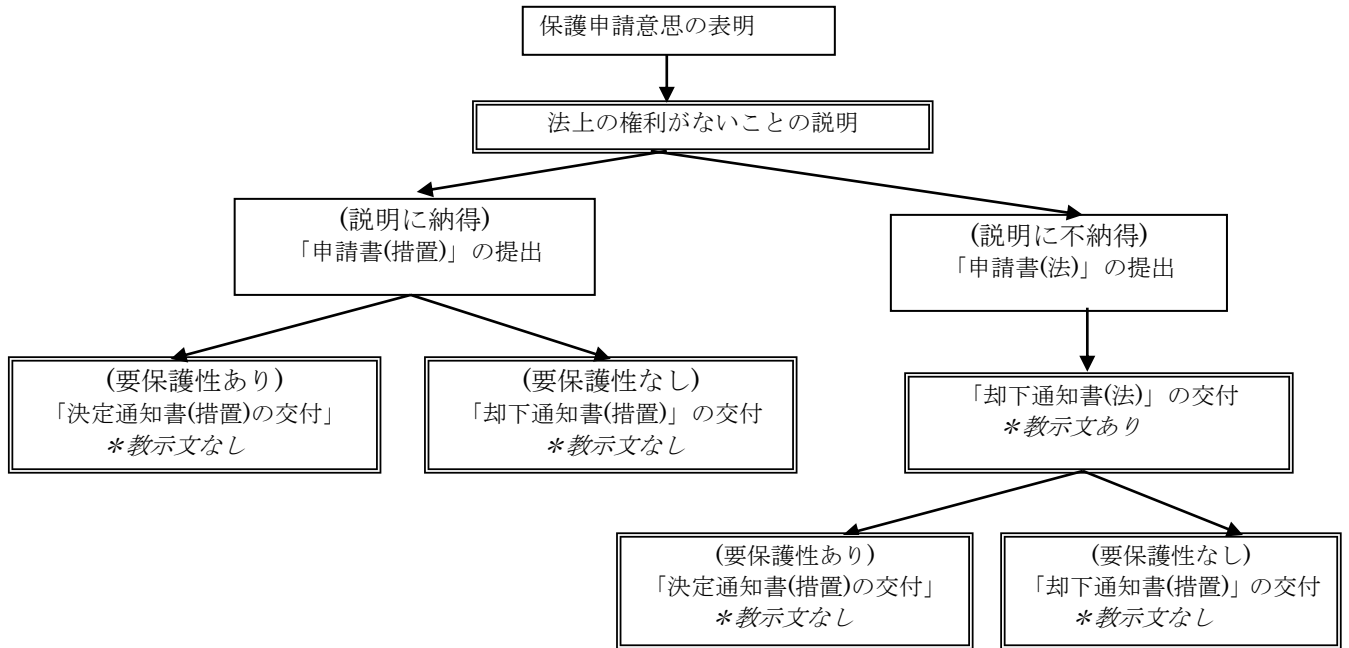 保護申請意思の表明
法上の権利がないことの説明
(説明に納得)
「申請書(措置)」の提出
(説明に不納得)
「申請書(法)」の提出
(要保護性あり)
「決定通知書(措置)の交付」
*教示文なし
(要保護性なし)
「却下通知書(措置)」の交付
*教示文なし
「却下通知書(法)」の交付
*教示文あり
(要保護性あり)
「決定通知書(措置)の交付」
*教示文なし
(要保護性なし)
「却下通知書(措置)」の交付
*教示文なし